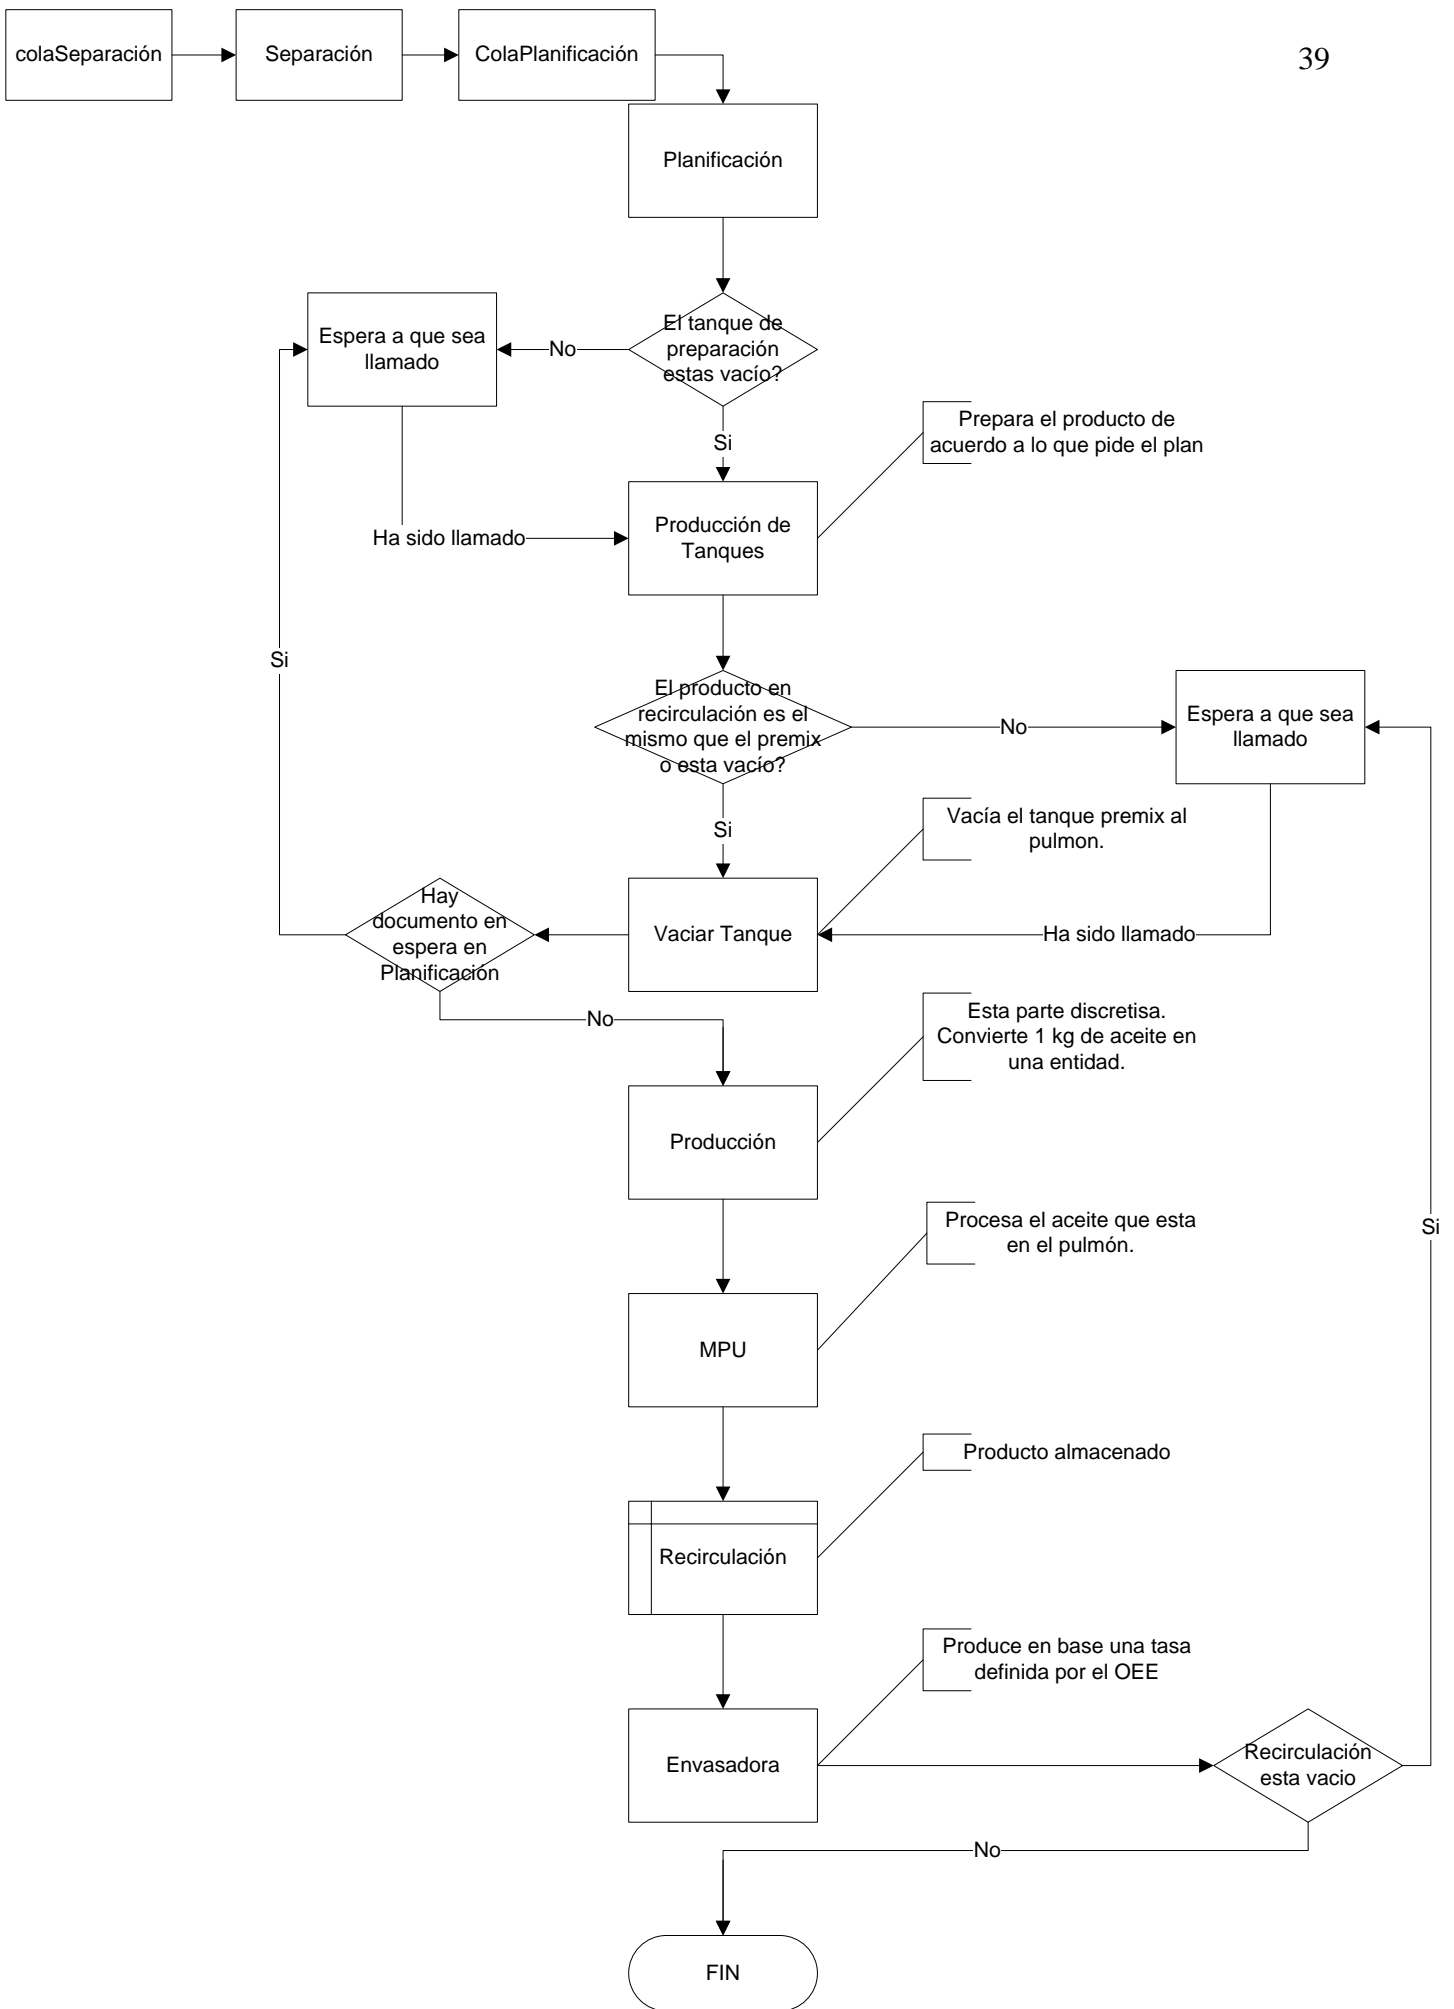 colaSeparación
Separación
ColaPlanificación
39
Planificación
Espera a que sea
llamado
No
El tanque de
preparación
estas vacío?
Si
Prepara el producto de
acuerdo a lo que pide el plan
Ha sido llamado
Producción de
Tanques
Si
El producto en
recirculación es el
mismo que el premix
o esta vacío?
No
Espera a que sea
llamado
Si
Vacía el tanque premix al
pulmon.
Hay
documento en
espera en
Planificación
Vaciar Tanque
Ha sido llamado
No
Esta parte discretisa.
Convierte 1 kg de aceite en
una entidad.
Producción
Procesa el aceite que esta
en el pulmón.
Si
MPU
Producto almacenado
Recirculación
Produce en base una tasa
definida por el OEE
Envasadora
Recirculación
esta vacio
No
FIN